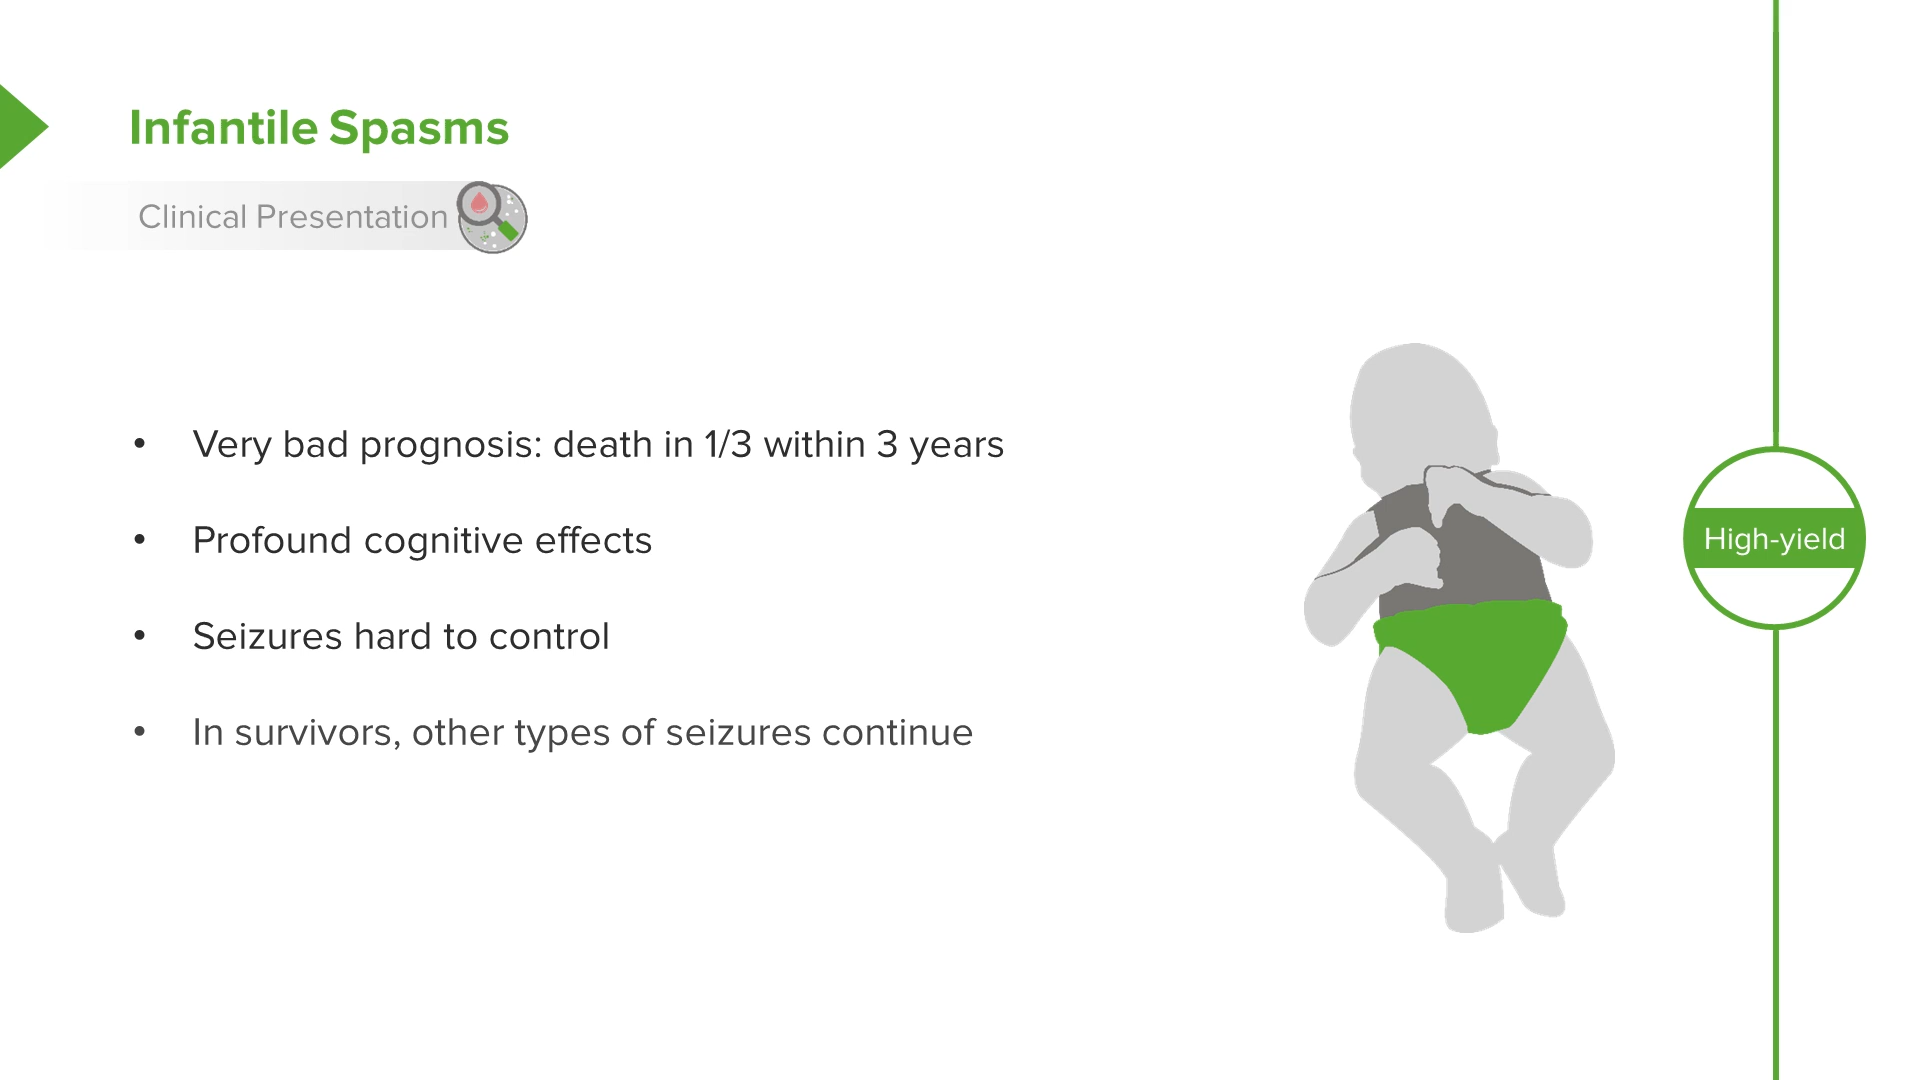 Infantile Spasms
Clinical Presentation
• Very bad prognosis: death in 1/3 within 3 years
• Profound cognitive effects
• Seizures hard to control
• In survivors, other types of seizures continue
High-yield